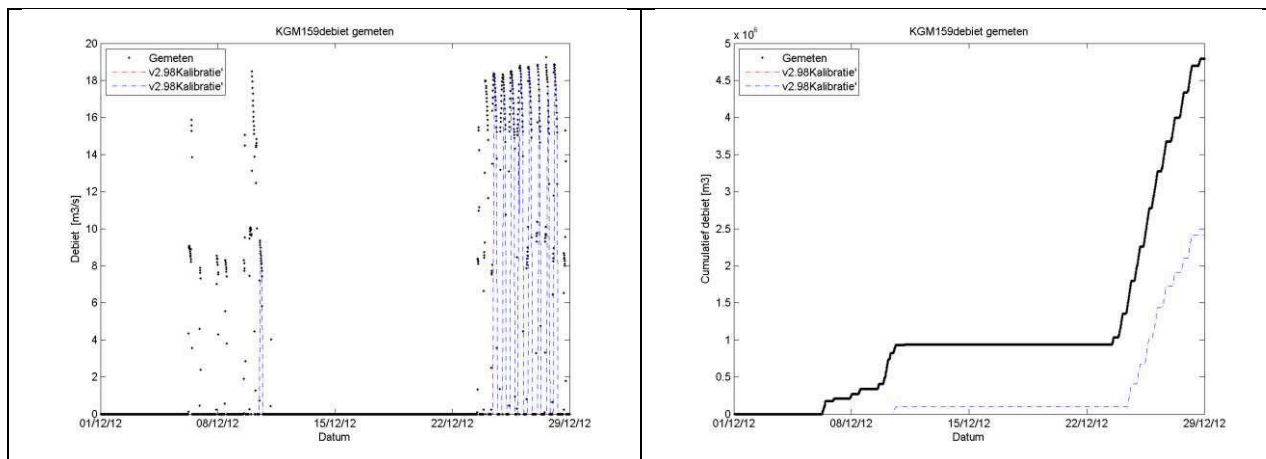 KGM159debiet gemeten
20
18
16
14
12
10
8
6
4
2
0
Debiet [m3/s]
Gemeten
v2.98Kalibratie'
v2.98Kalibratie'
01/12/12 08/12/12 15/12/12 22/12/12 29/12/12
Datum
KGM159debiet gemeten
x 10
5
4.5
4
3.5
3
2.5
2
1.5
1
0.5
0
Cumulatief debiet [m3]
Gemeten
v2.98Kalibratie'
v2.98Kalibratie'
01/12/12 08/12/12 15/12/12 22/12/12 29/12/12
Datum